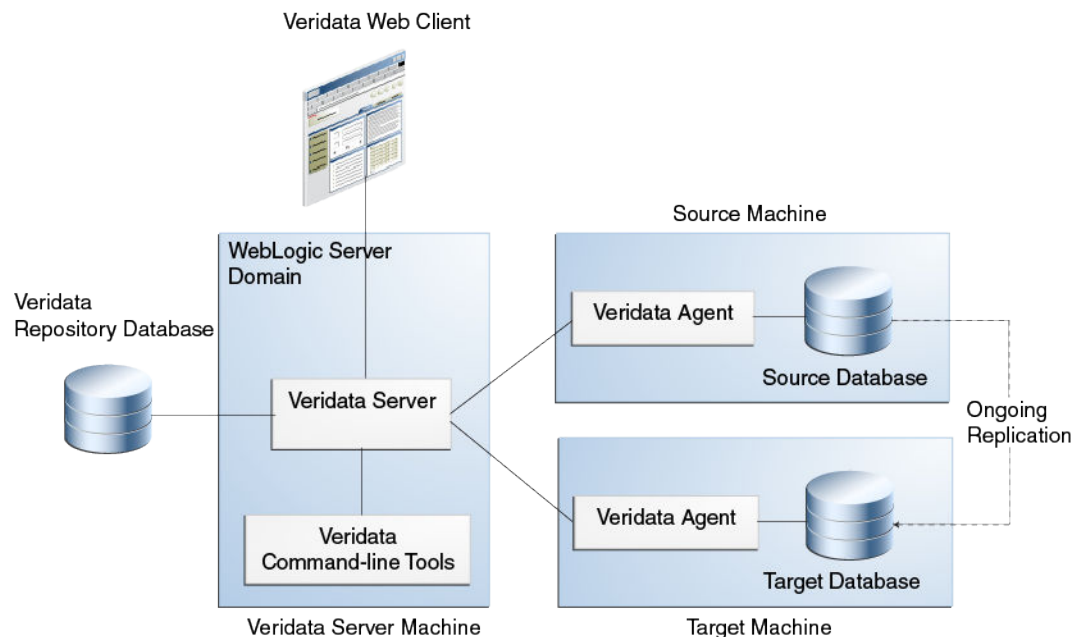 Veridata Web Client
Source Machine
WebLogic Server
Domain
Veridata
Repository Database
Veridata Agent
Source Database
Veridata Server
Ongoing
Replication
Veridata Agent
Veridata
Command-line Tools
Target Database
Veridata Server Machine
Target Machine